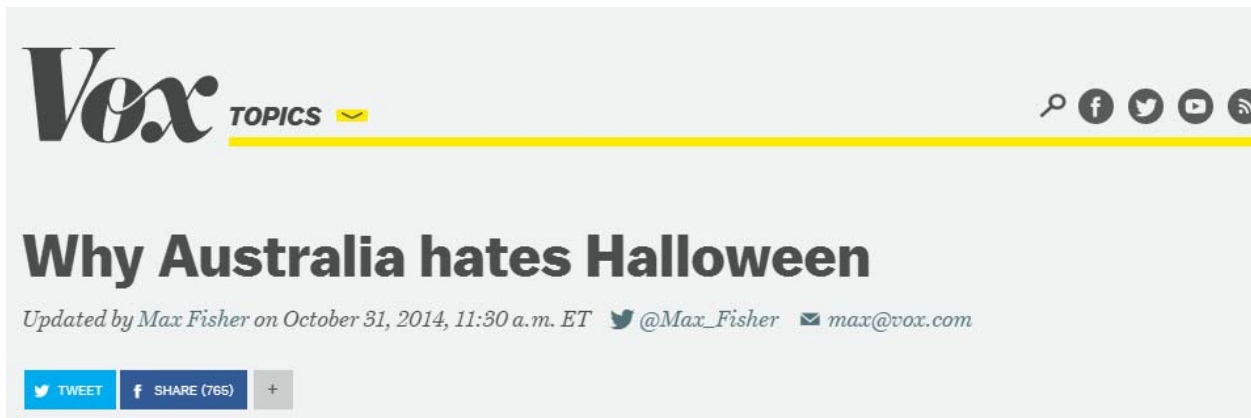 Vox TOPICS
Why Australia hates Halloween
Updated by Max Fisher on October 31, 2014, 11:30 a.m. ET @Max_Fisher max@vox.com
TWEET f SHARE (765) +